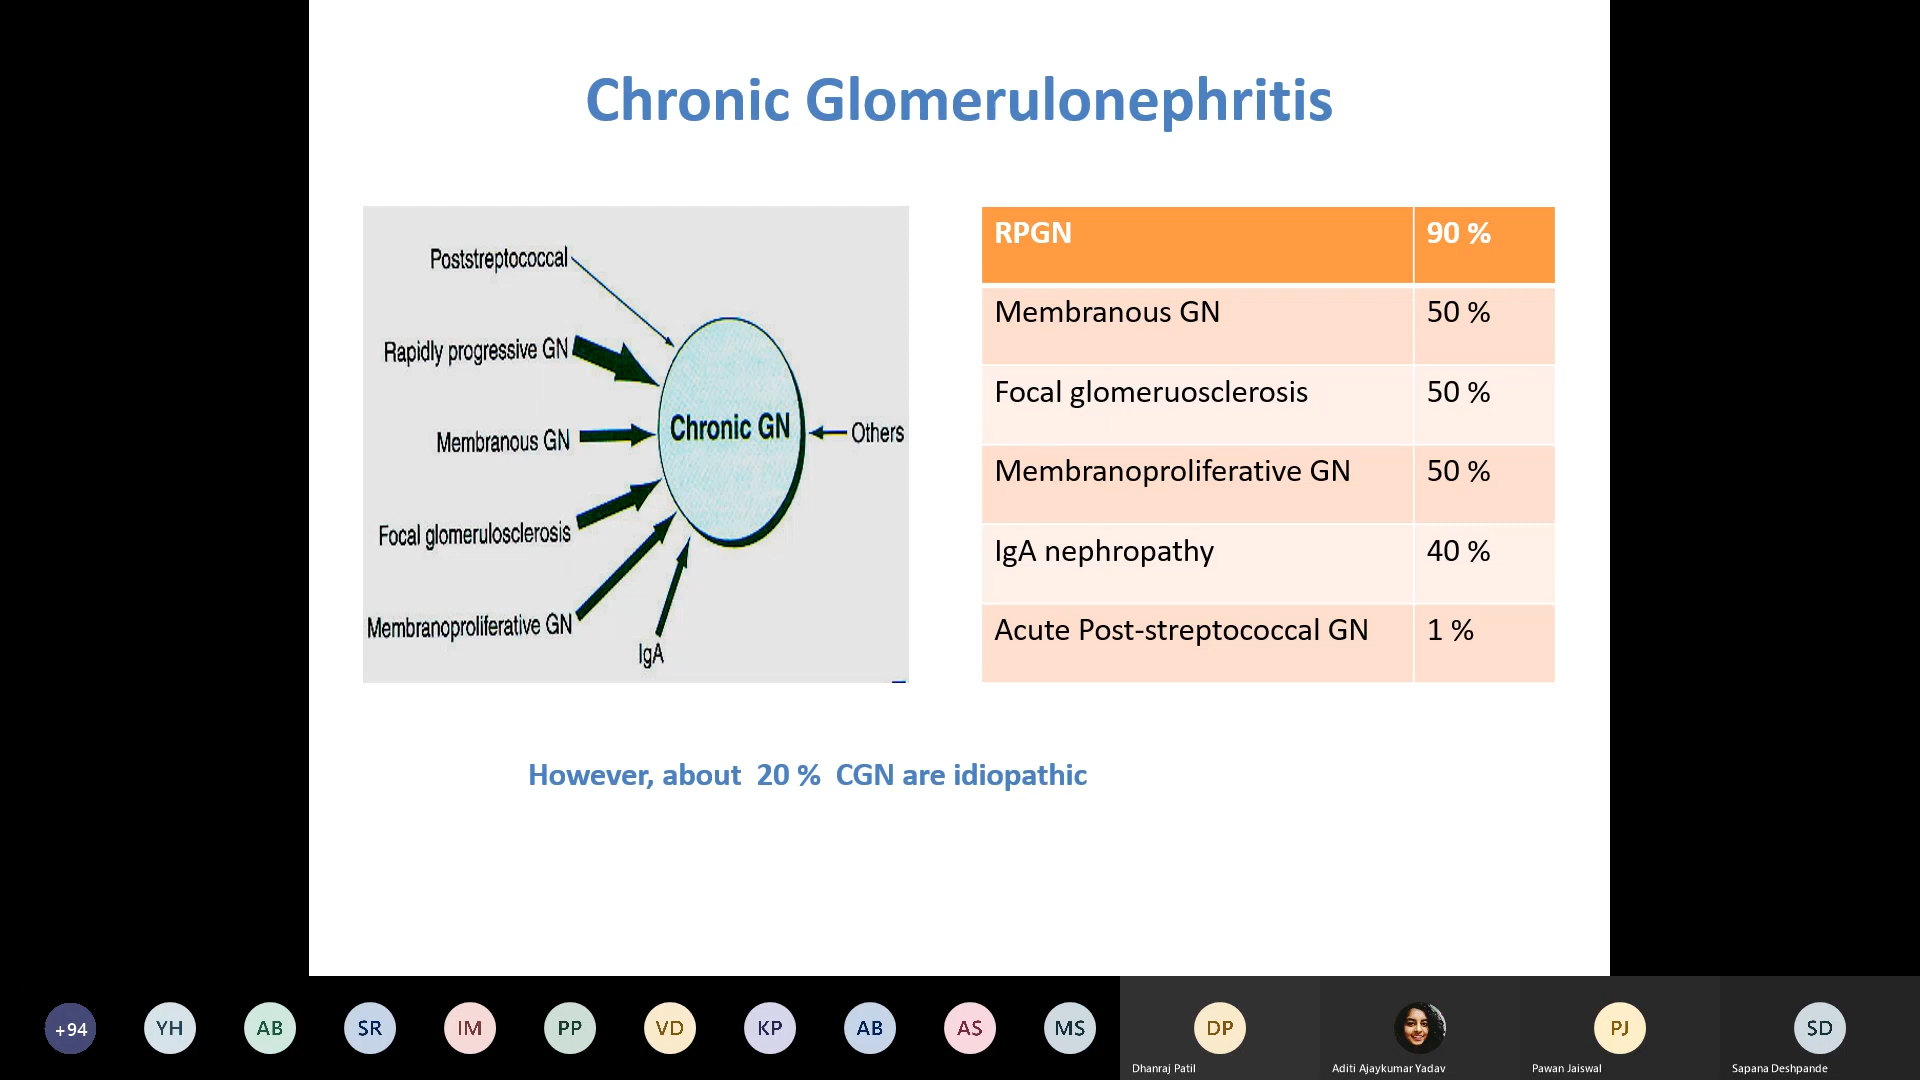 Chronic Glomerulonephritis
Poststreptococcal
Rapidly progressive GN
Membranous GN
Focal glomerulosclerosis
Membranoproliferative GN
IgA
Chronic GN
Others
RPGN 90 %
Membranous GN 50 %
Focal glomeruosclerosis 50 %
Membranoproliferative GN 50 %
IgA nephropathy 40 %
Acute Post-streptococcal GN 1 %
However, about 20 % CGN are idiopathic
+94 YH AB SR IM PP VD KP AB AS MS DP PJ SD
Dhanraj Patil Aditi Ajaykumar Yadav Pawan Jaiswal Sapana Deshpande